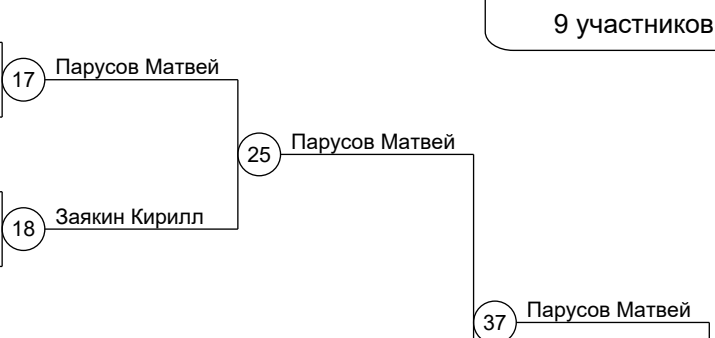 9 участников
17 Парусов Матвей
25 Парусов Матвей
18 Заякин Кирилл
37 Парусов Матвей